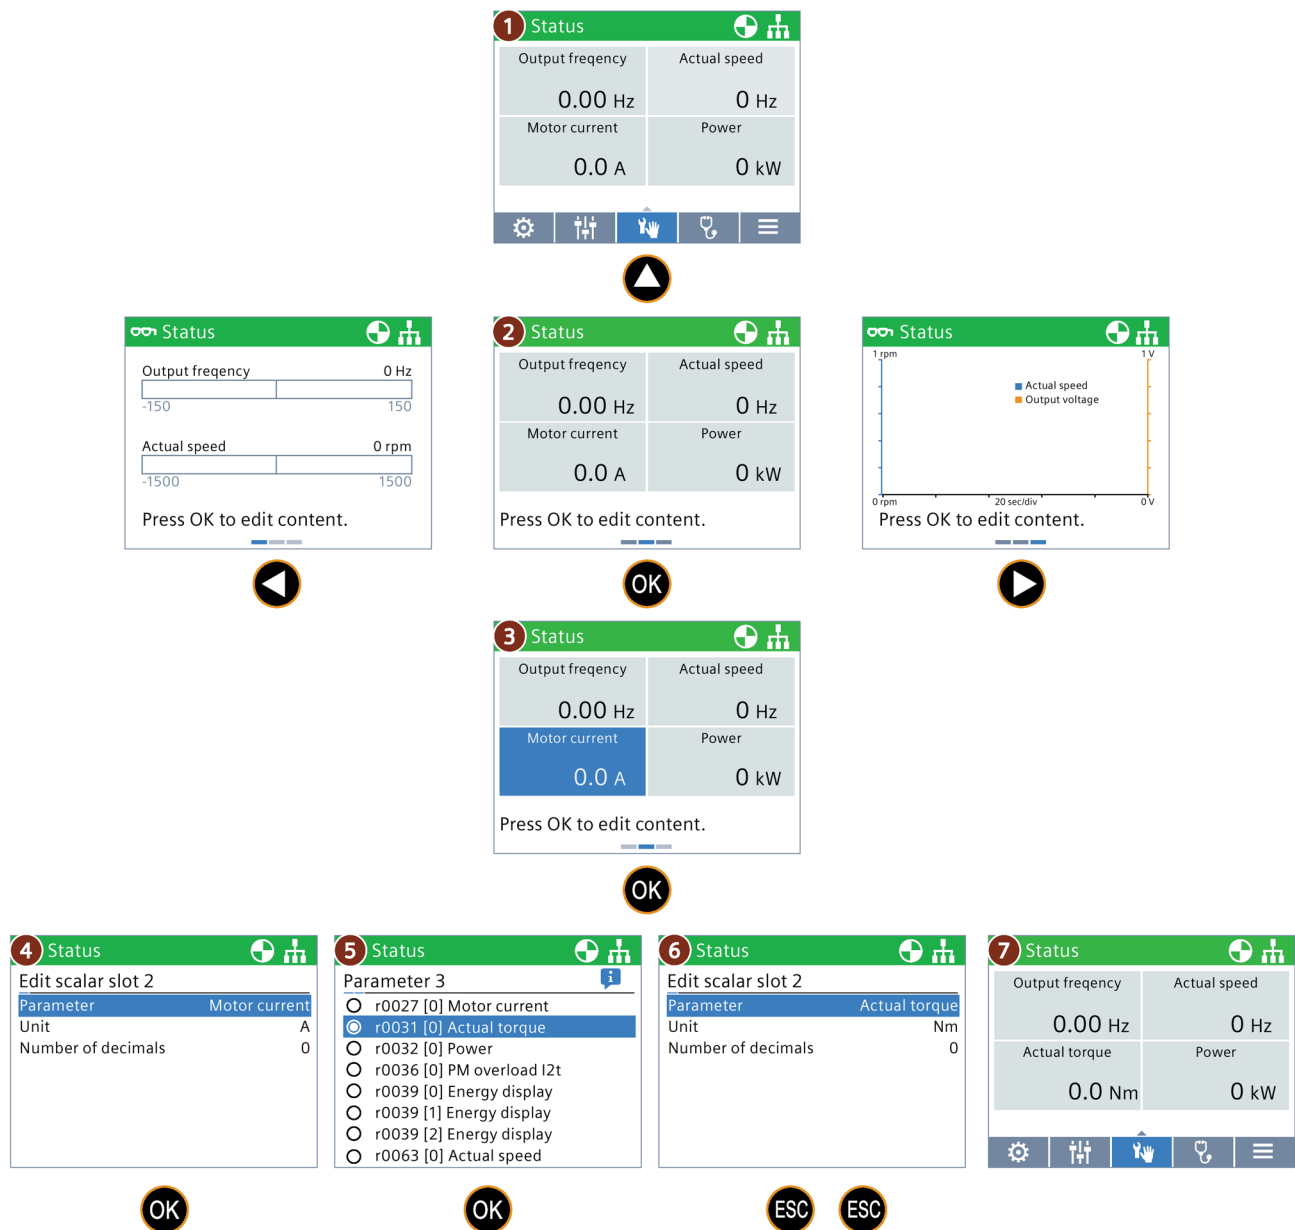 1 Status
Output freqency Actual speed
0.00 Hz 0 Hz
Motor current Power
0.0 A 0 kW
Status
Output freqency 0 Hz
-150 150
Actual speed 0 rpm
-1500 1500
Press OK to edit content.
2 Status
Output freqency Actual speed
0.00 Hz 0 Hz
Motor current Power
0.0 A 0 kW
Press OK to edit content.
OK
Status
1 rpm 1 V
Actual speed
Output voltage
0 rpm 20 sec/div 0 V
Press OK to edit content.
3 Status
Output freqency Actual speed
0.00 Hz 0 Hz
Motor current Power
0.0 A 0 kW
Press OK to edit content.
OK
4 Status
Edit scalar slot 2
Parameter Motor current
Unit A
Number of decimals 0
OK
5 Status
Parameter 3 i
r0027 [0] Motor current
r0031 [0] Actual torque
r0032 [0] Power
r0036 [0] PM overload I2t
r0039 [0] Energy display
r0039 [1] Energy display
r0039 [2] Energy display
r0063 [0] Actual speed
OK
6 Status
Edit scalar slot 2
Parameter Actual torque
Unit Nm
Number of decimals 0
ESC ESC
7 Status
Output freqency Actual speed
0.00 Hz 0 Hz
Actual torque Power
0.0 Nm 0 kW